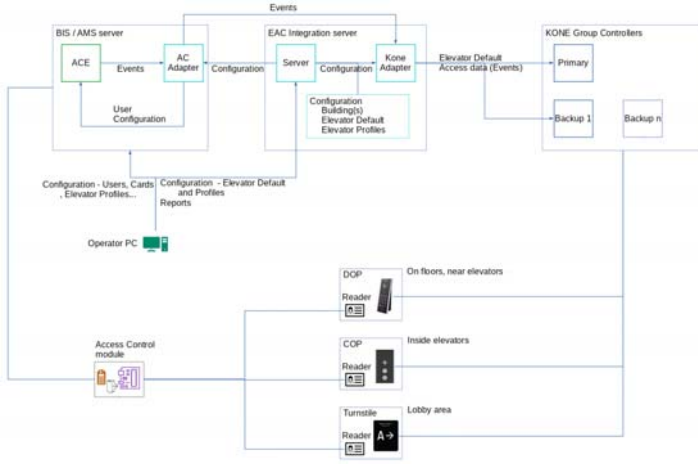 Events
BIS / AMS server
EAC Integration server
KONE Group Controllers
ACE
Events
AC
Adapter
Configuration
Server
Configuration
Kone
Adapter
Elevator Default
Access data (Events)
Primary
User
Configuration
Configuration
Building(s)
Elevator Default
Elevator Profiles
Backup 1
Backup n
Configuration - Users, Cards
, Elevator Profiles...
Configuration - Elevator Default
and Profiles
Reports
Operator PC
DOP
On floors, near elevators
Reader
Access Control
module
COP
Inside elevators
Reader
Turnstile
Lobby area
Reader
A→